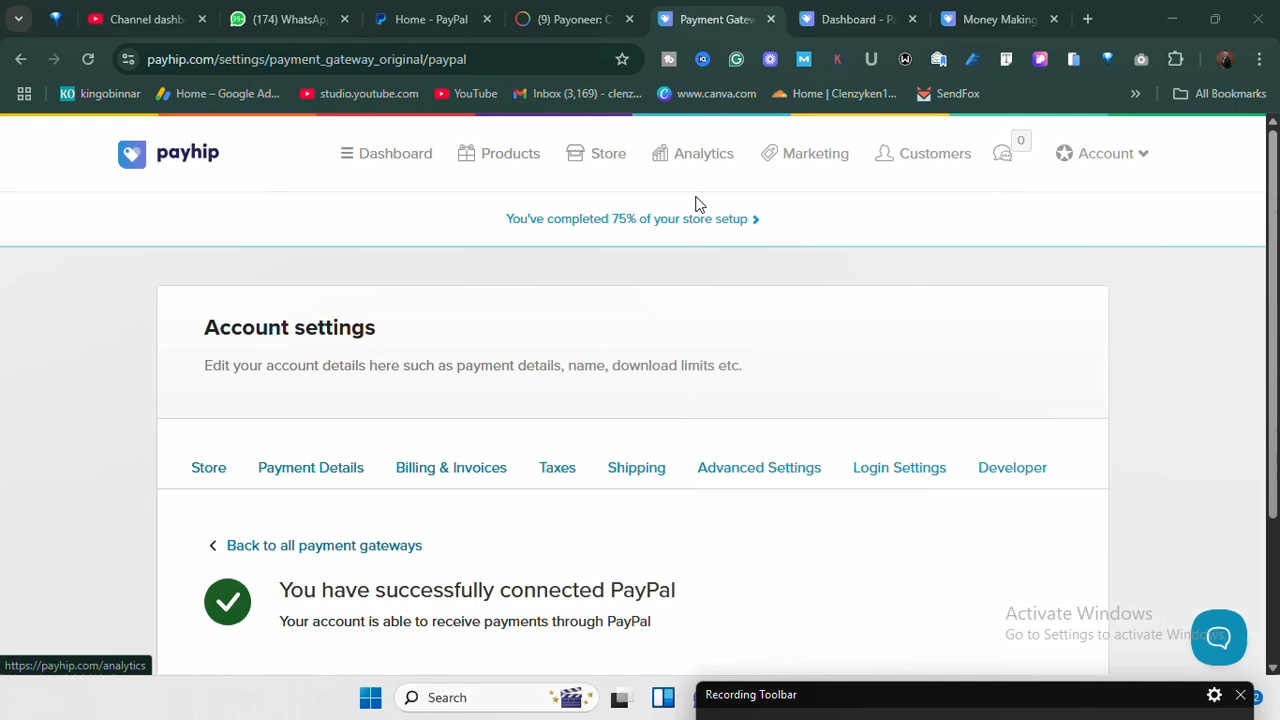 Channel dashb
(174) WhatsApp
Home - PayPal
(9) Payoneer: C
Payment Gatew
Dashboard - P
Money Making
payhip.com/settings/payment_gateway_original/paypal
kingobinnar
Home – Google Ad...
studio.youtube.com
YouTube
Inbox (3,169) - clenz...
www.canva.com
Home | Clenzyken1...
SendFox
All Bookmarks
payhip
Dashboard
Products
Store
Analytics
Marketing
Customers
0
Account
You've completed 75% of your store setup
Account settings
Edit your account details here such as payment details, name, download limits etc.
Store
Payment Details
Billing & Invoices
Taxes
Shipping
Advanced Settings
Login Settings
Developer
Back to all payment gateways
You have successfully connected PayPal
Your account is able to receive payments through PayPal
Activate Windows
Go to Settings to activate Windows.
https://payhip.com/analytics
Search
Recording Toolbar
2